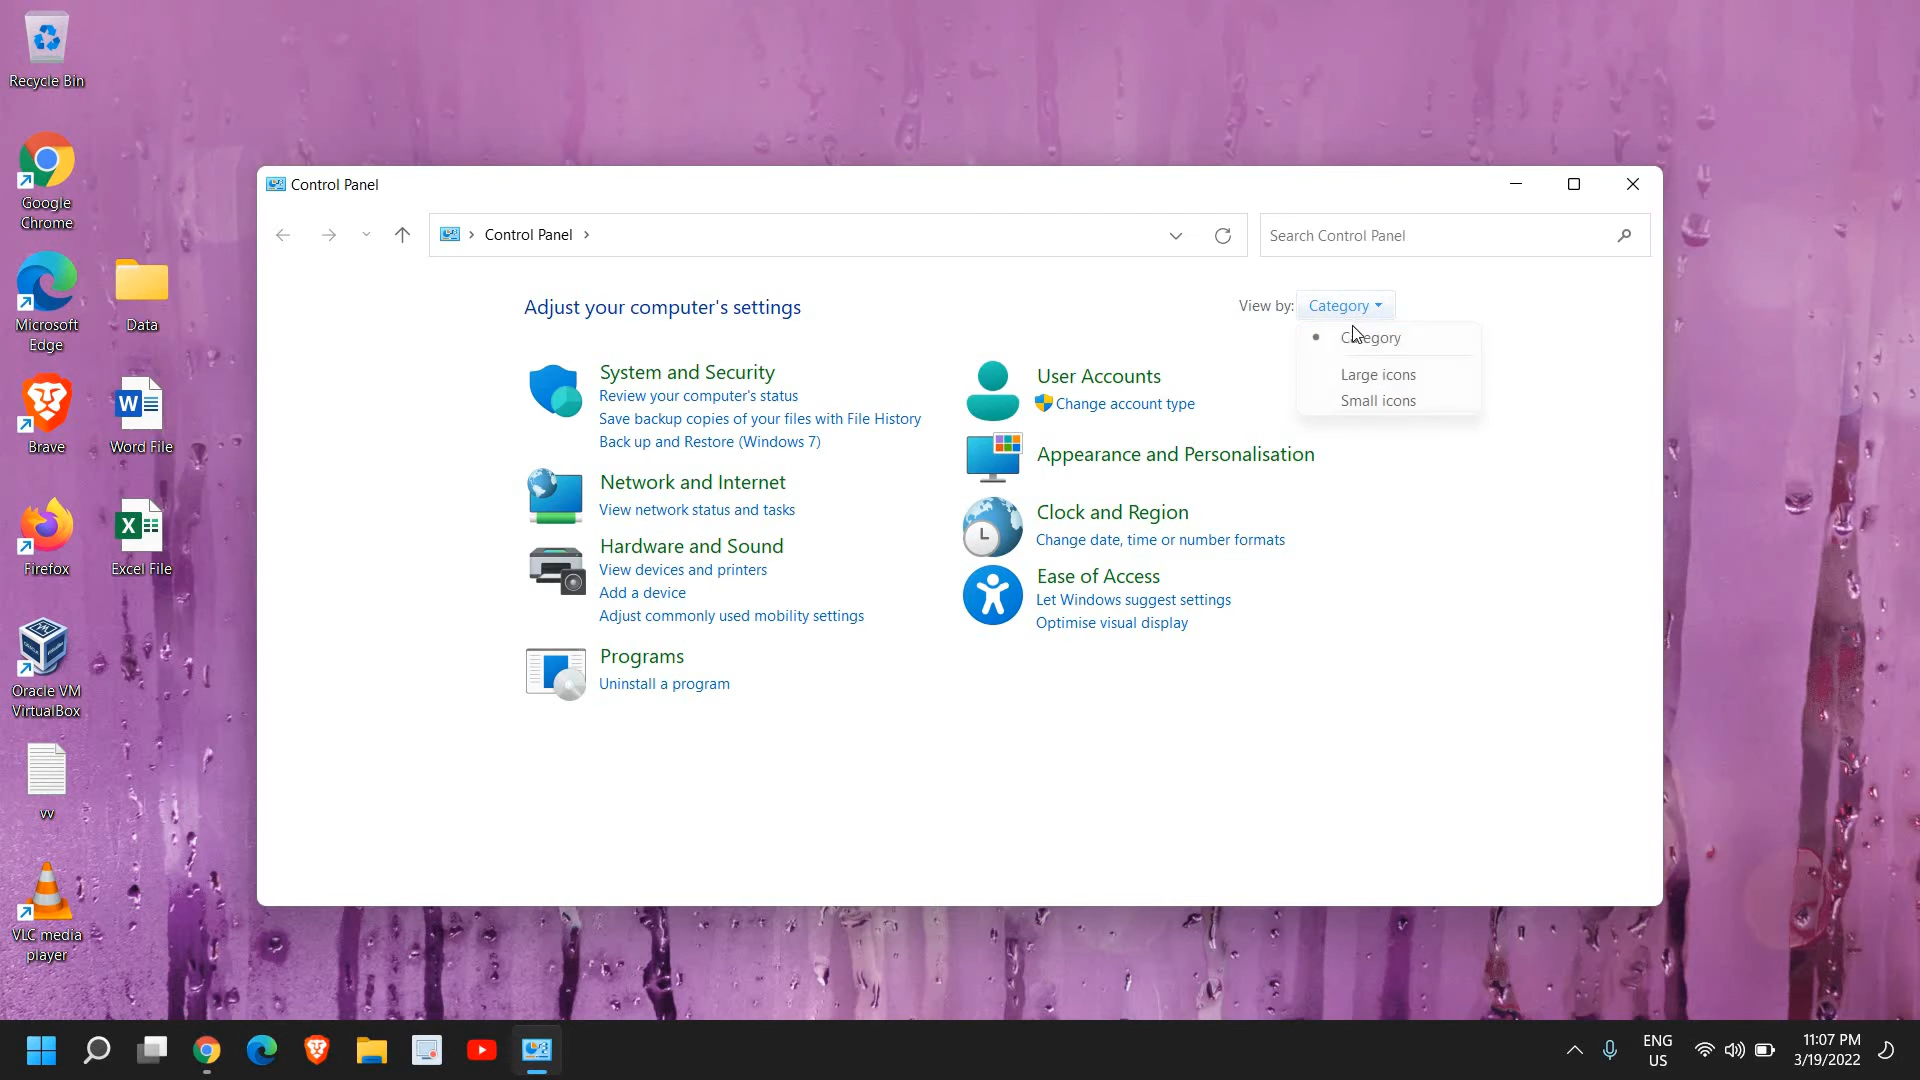 Recycle Bin
Google
Chrome
Microsoft
Edge
Data
Brave
Word File
Firefox
Excel File
Oracle VM
VirtualBox
vv
VLC media
player
Control Panel
Control Panel
Search Control Panel
Adjust your computer's settings
View by: Category
Category
Large icons
Small icons
System and Security
Review your computer's status
Save backup copies of your files with File History
Back up and Restore (Windows 7)
Network and Internet
View network status and tasks
Hardware and Sound
View devices and printers
Add a device
Adjust commonly used mobility settings
Programs
Uninstall a program
User Accounts
Change account type
Appearance and Personalisation
Clock and Region
Change date, time or number formats
Ease of Access
Let Windows suggest settings
Optimise visual display
ENG
US
11:07 PM
3/19/2022